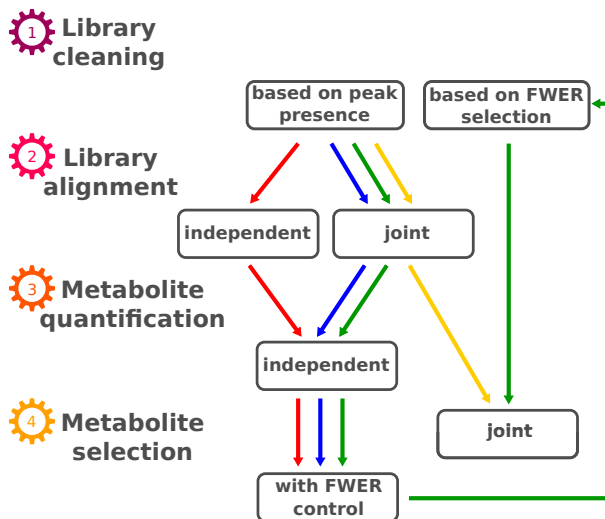 1
Library
cleaning
based on peak
presence
based on FWER
selection
2
Library
alignment
independent
joint
3
Metabolite
quantification
independent
4
Metabolite
selection
joint
with FWER
control